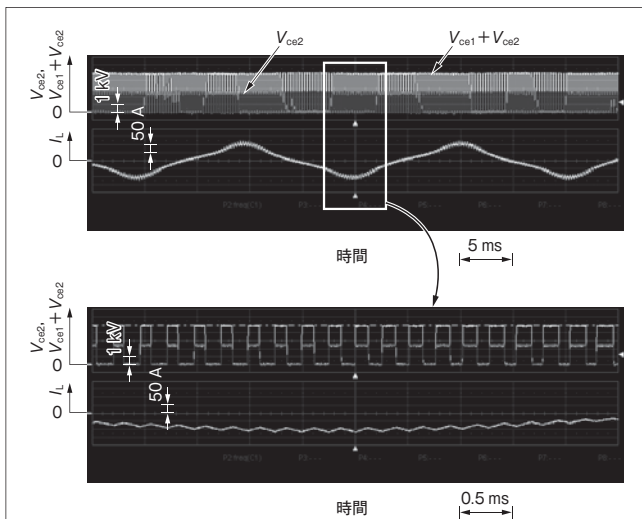 Vce2
Vce1+Vce2
Vce2,
Vce1+Vce2
1 kV
0
50 A
IL
0
時間
5 ms
Vce2,
Vce1+Vce2
1 kV
0
50 A
IL
0
時間
0.5 ms